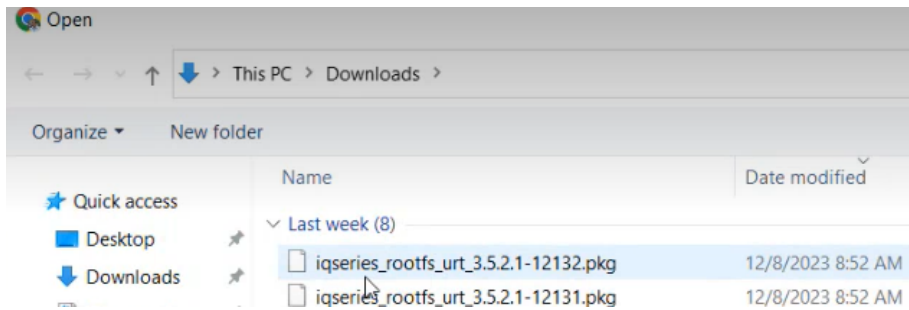 Open
This PC > Downloads >
Organize New folder
Name Date modified
Quick access
Last week (8)
Desktop
iqseries_rootfs_urt_3.5.2.1-12132.pkg 12/8/2023 8:52 AM
Downloads
iqseries_rootfs_urt_3.5.2.1-12131.pkg 12/8/2023 8:52 AM